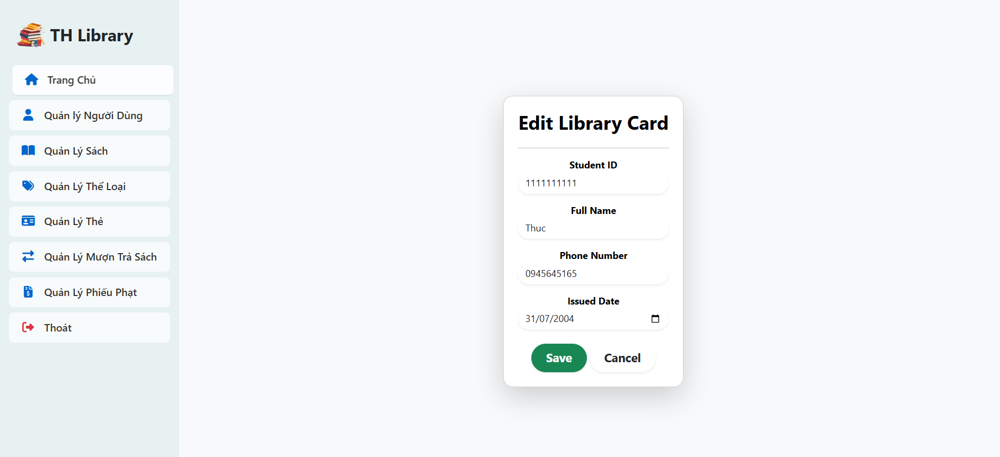 TH Library
Trang Chủ
Quản lý Người Dùng
Quản Lý Sách
Quản Lý Thể Loại
Quản Lý Thẻ
Quản Lý Mượn Trả Sách
Quản Lý Phiếu Phạt
Thoát
Edit Library Card
Student ID
1111111111
Full Name
Thuc
Phone Number
0945645165
Issued Date
31/07/2004
Save
Cancel